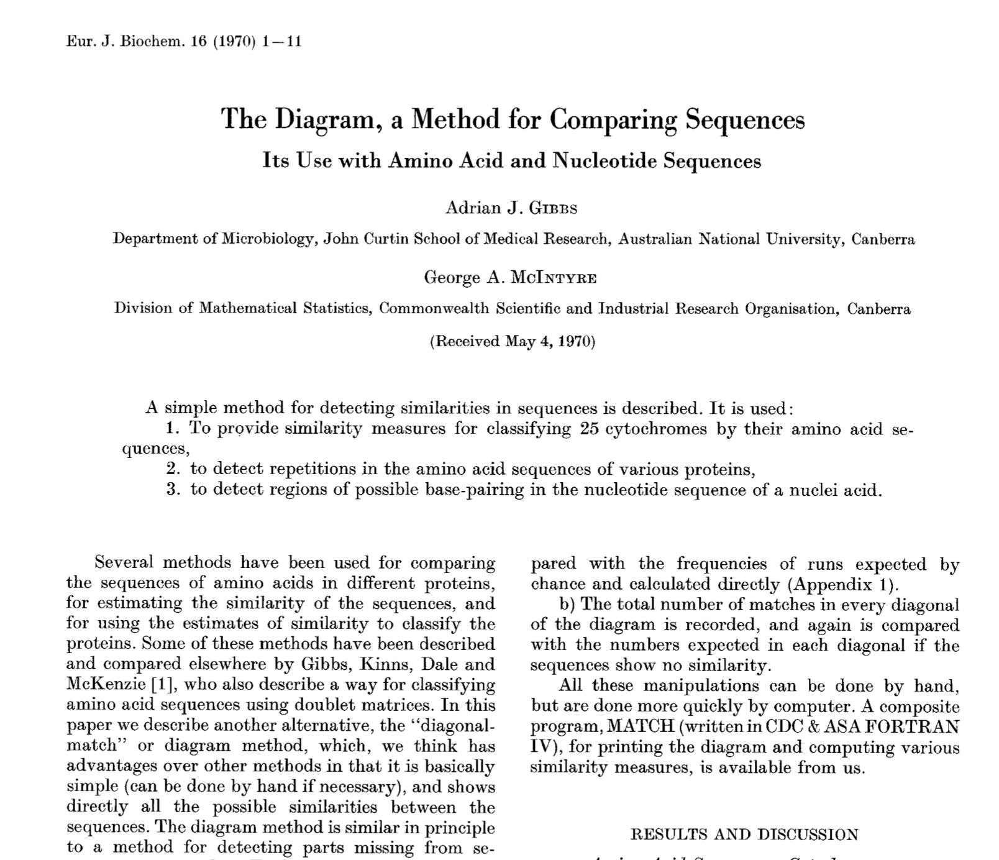 Eur. J. Biochem. 16 (1970) 1—11
The Diagram, a Method for Comparing Sequences
Its Use with Amino Acid and Nucleotide Sequences
Adrian J. GIBBS
Department of Microbiology, John Curtin School of Medical Research, Australian National University, Canberra
George A. McINTYRE
Division of Mathematical Statistics, Commonwealth Scientific and Industrial Research Organisation, Canberra
(Received May 4, 1970)
A simple method for detecting similarities in sequences is described. It is used:
1. To provide similarity measures for classifying 25 cytochromes by their amino acid se-
quences,
2. to detect repetitions in the amino acid sequences of various proteins,
3. to detect regions of possible base-pairing in the nucleotide sequence of a nuclei acid.
Several methods have been used for comparing
the sequences of amino acids in different proteins,
for estimating the similarity of the sequences, and
for using the estimates of similarity to classify the
proteins. Some of these methods have been described
and compared elsewhere by Gibbs, Kinns, Dale and
McKenzie [1], who also describe a way for classifying
amino acid sequences using doublet matrices. In this
paper we describe another alternative, the “diagonal-
match” or diagram method, which, we think has
advantages over other methods in that it is basically
simple (can be done by hand if necessary), and shows
directly all the possible similarities between the
sequences. The diagram method is similar in principle
to a method for detecting parts missing from se-
pared with the frequencies of runs expected by
chance and calculated directly (Appendix 1).
b) The total number of matches in every diagonal
of the diagram is recorded, and again is compared
with the numbers expected in each diagonal if the
sequences show no similarity.
All these manipulations can be done by hand,
but are done more quickly by computer. A composite
program, MATCH (written in CDC & ASA FORTRAN
IV), for printing the diagram and computing various
similarity measures, is available from us.
RESULTS AND DISCUSSION